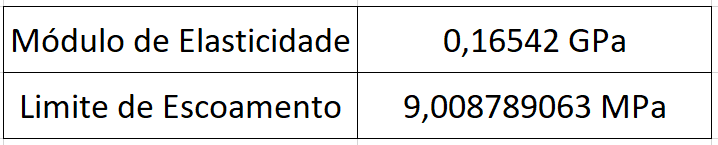 Módulo de Elasticidade 0,16542 GPa
Limite de Escoamento 9,008789063 MPa